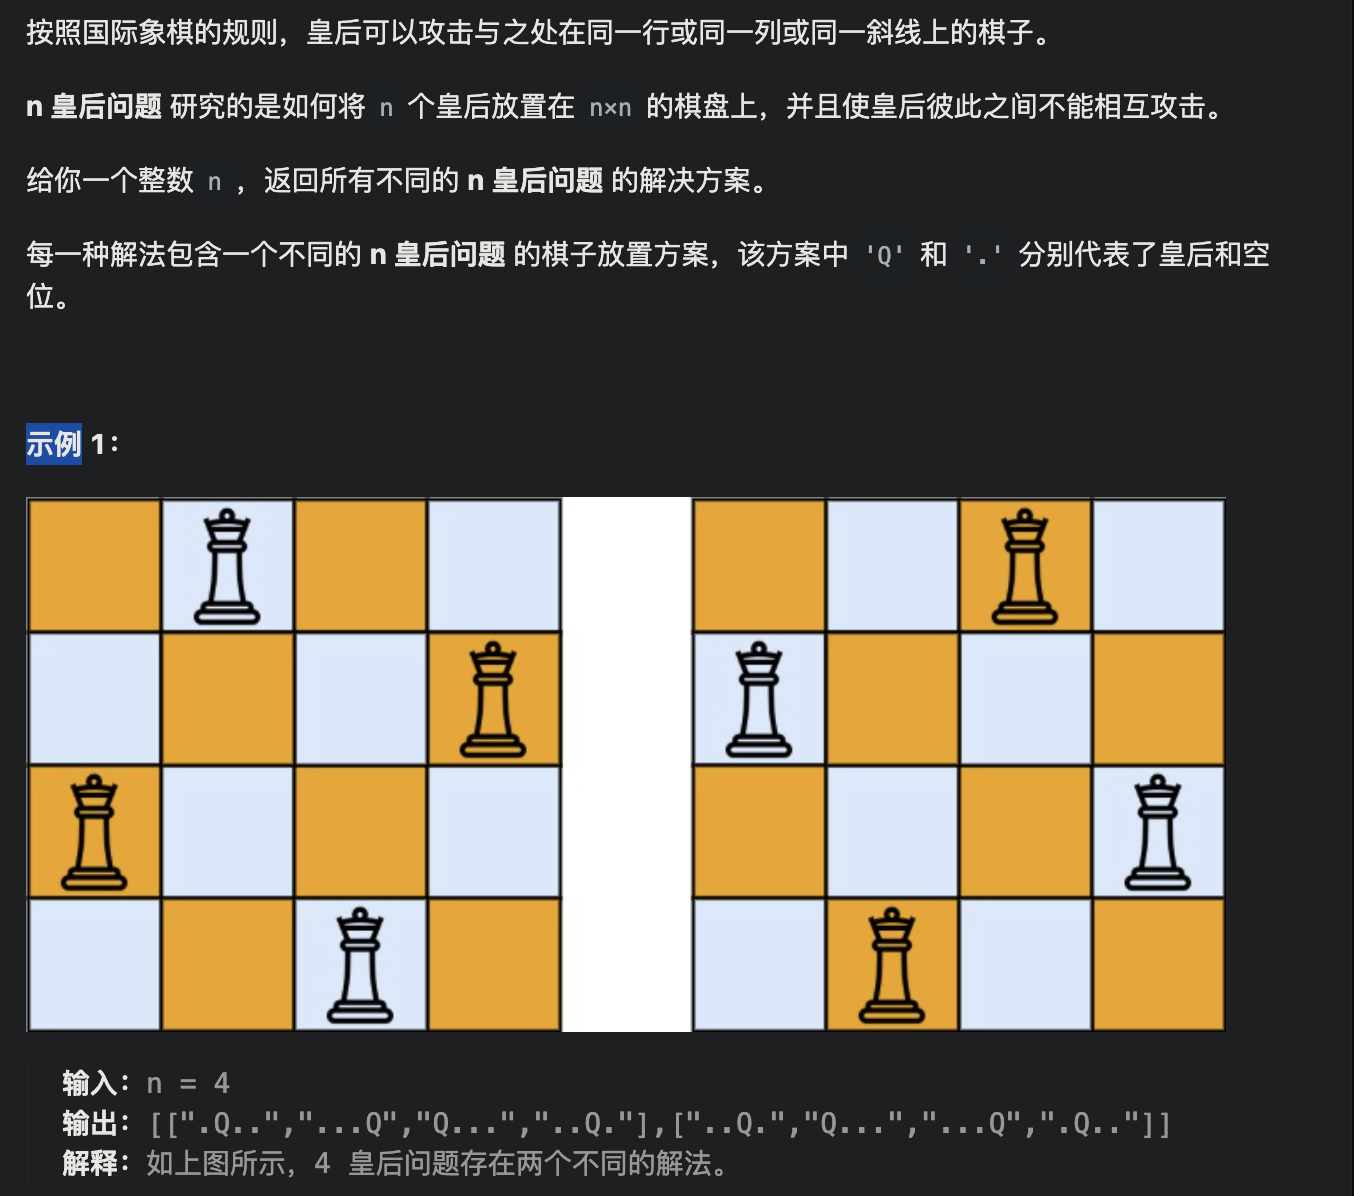 按照国际象棋的规则，皇后可以攻击与之处在同一行或同一列或同一斜线上的棋子。
n 皇后问题 研究的是如何将 n 个皇后放置在 n×n 的棋盘上，并且使皇后彼此之间不能相互攻击。
给你一个整数 n ，返回所有不同的 n 皇后问题 的解决方案。
每一种解法包含一个不同的 n 皇后问题 的棋子放置方案，该方案中 'Q' 和 '.' 分别代表了皇后和空
位。
示例 1：
输入：n = 4
输出：[[".Q..","...Q","Q...","..Q."],["..Q.","Q...","...Q",".Q.."]]
解释：如上图所示，4 皇后问题存在两个不同的解法。